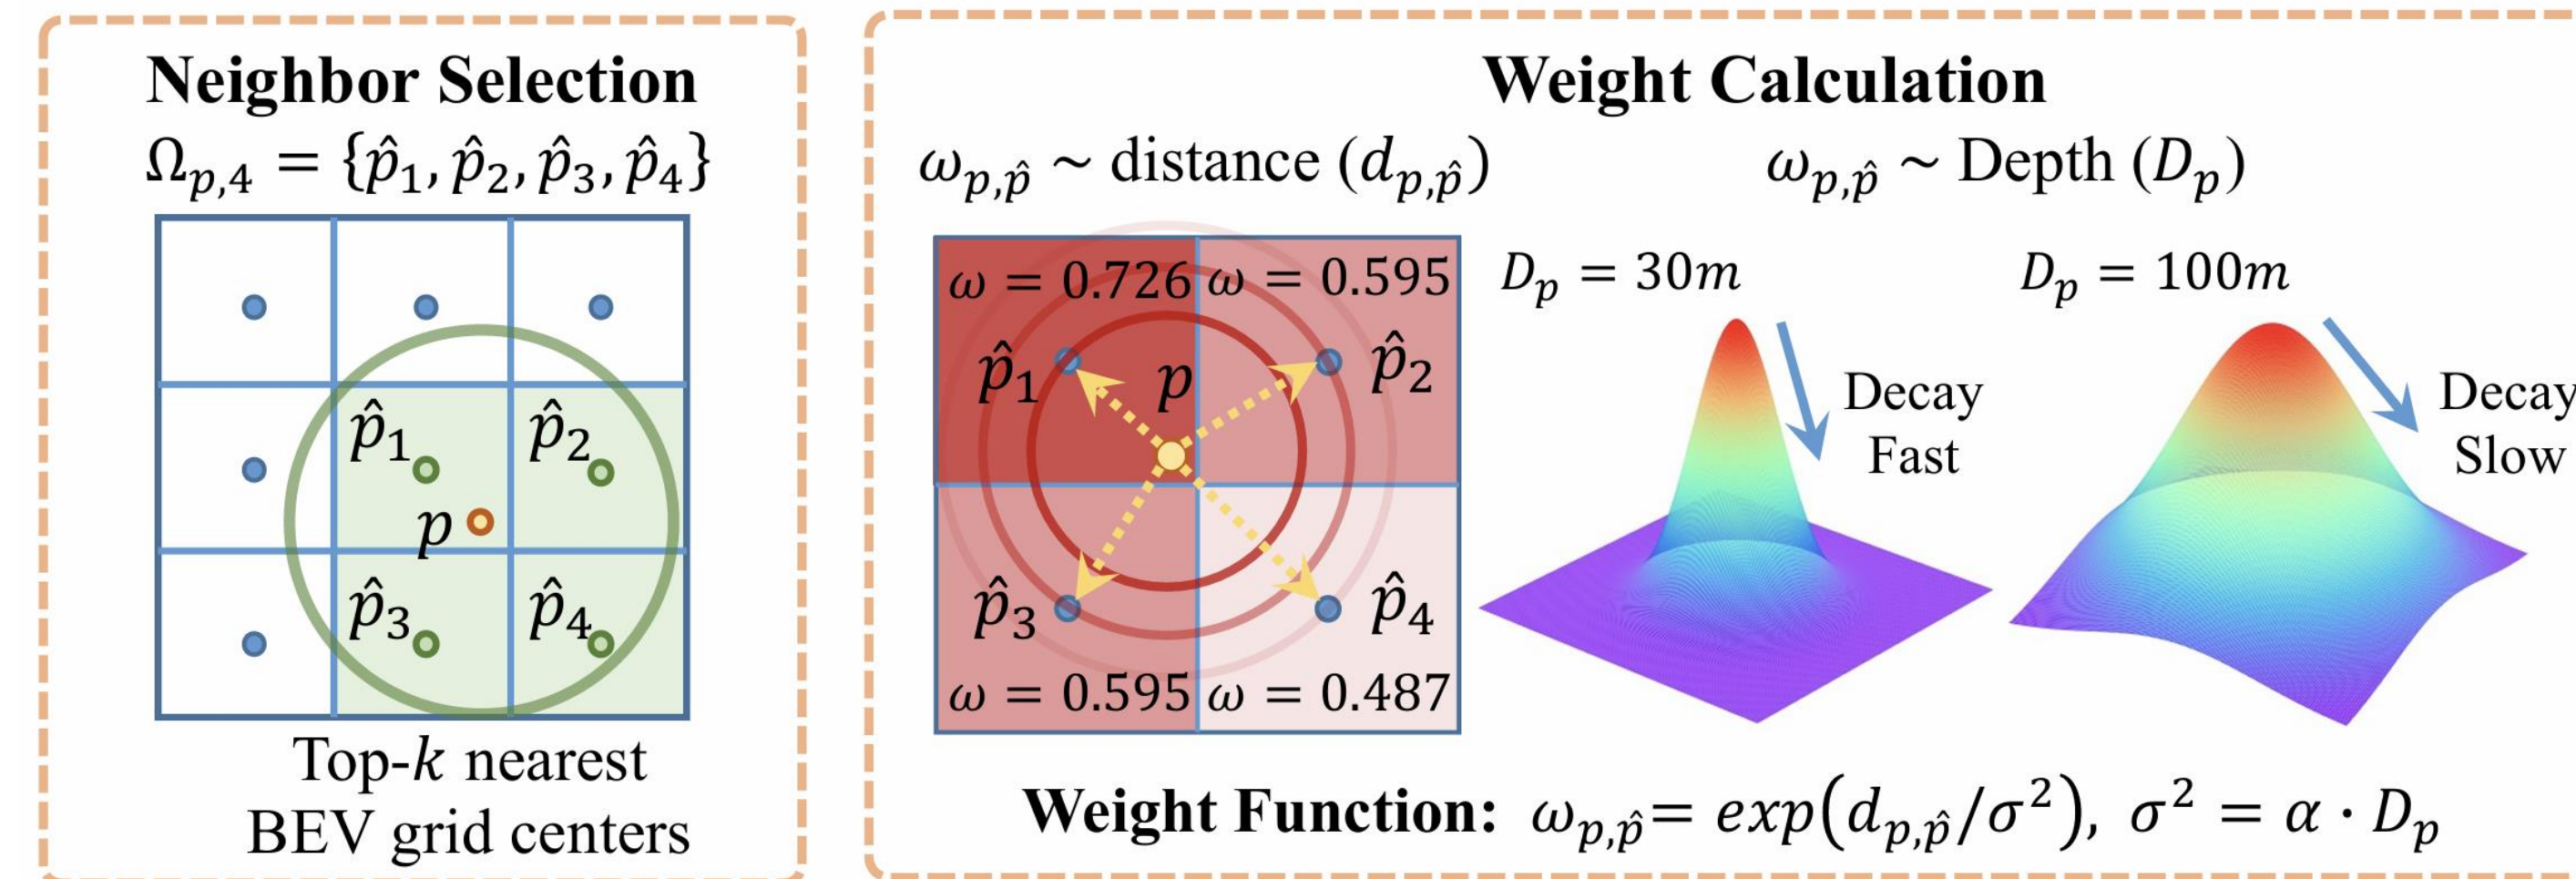 Neighbor Selection
Ω_{p,4} = {p̂_1, p̂_2, p̂_3, p̂_4}
p̂_1
p̂_2
p
p̂_3
p̂_4
Top-k nearest
BEV grid centers
Weight Calculation
ω_{p,p̂} ~ distance (d_{p,p̂})
ω_{p,p̂} ~ Depth (D_p)
ω = 0.726
ω = 0.595
p̂_1
p
p̂_2
p̂_3
p̂_4
ω = 0.595
ω = 0.487
D_p = 30m
Decay
Fast
D_p = 100m
Decay
Slow
Weight Function: ω_{p,p̂} = exp(d_{p,p̂}/σ²), σ² = α · D_p